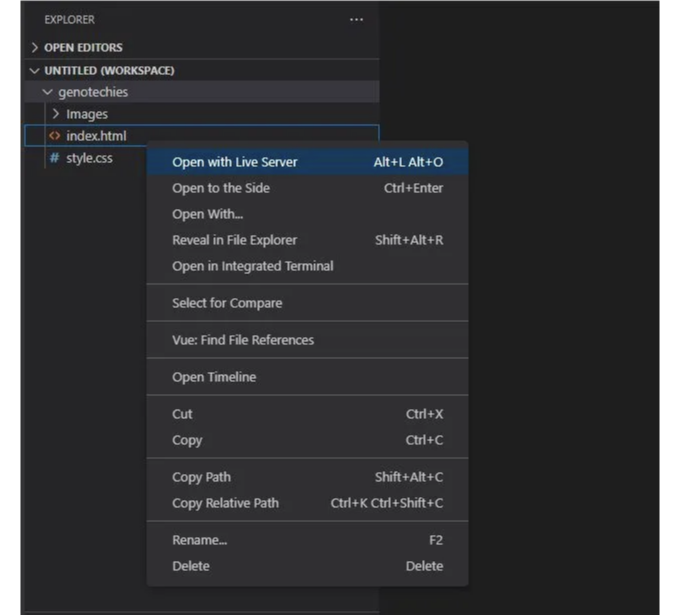 EXPLORER ...
OPEN EDITORS
UNTITLED (WORKSPACE)
genotechies
Images
index.html
# style.css
Open with Live Server Alt+L Alt+O
Open to the Side Ctrl+Enter
Open With...
Reveal in File Explorer Shift+Alt+R
Open in Integrated Terminal
Select for Compare
Vue: Find File References
Open Timeline
Cut Ctrl+X
Copy Ctrl+C
Copy Path Shift+Alt+C
Copy Relative Path Ctrl+K Ctrl+Shift+C
Rename... F2
Delete Delete